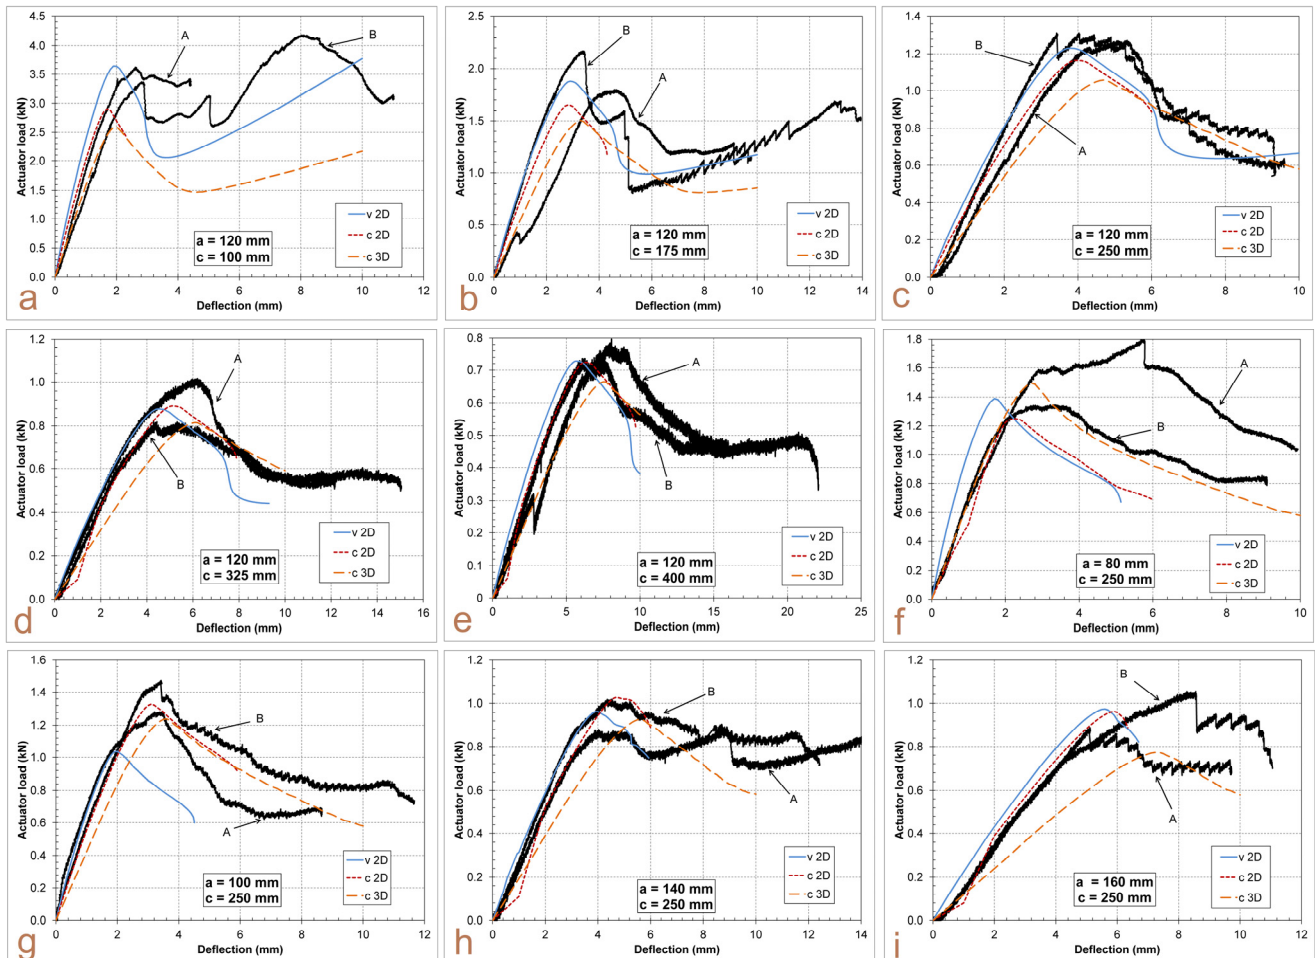 Actuator load (kN)
4.5
4.0
3.5
3.0
2.5
2.0
1.5
1.0
0.5
0.0
A
B
v 2D
c 2D
c 3D
a = 120 mm
c = 100 mm
0 2 4 6 8 10 12
Deflection (mm)
a
Actuator load (kN)
2.5
2.0
1.5
1.0
0.5
0.0
B
A
v 2D
c 2D
c 3D
a = 120 mm
c = 175 mm
0 2 4 6 8 10 12 14
Deflection (mm)
b
Actuator load (kN)
1.4
1.2
1.0
0.8
0.6
0.4
0.2
0.0
B
A
v 2D
c 2D
c 3D
a = 120 mm
c = 250 mm
0 2 4 6 8 10
Deflection (mm)
c
Actuator load (kN)
1.2
1.0
0.8
0.6
0.4
0.2
0.0
A
B
v 2D
c 2D
c 3D
a = 120 mm
c = 325 mm
0 2 4 6 8 10 12 14 16
Deflection (mm)
d
Actuator load (kN)
0.8
0.7
0.6
0.5
0.4
0.3
0.2
0.1
0
A
B
v 2D
c 2D
c 3D
a = 120 mm
c = 400 mm
0 5 10 15 20 25
Deflection (mm)
e
Actuator load (kN)
1.8
1.6
1.4
1.2
1.0
0.8
0.6
0.4
0.2
0.0
A
B
v 2D
c 2D
c 3D
a = 80 mm
c = 250 mm
0 2 4 6 8 10
Deflection (mm)
f
Actuator load (kN)
1.6
1.4
1.2
1.0
0.8
0.6
0.4
0.2
0.0
B
A
v 2D
c 2D
c 3D
a = 100 mm
c = 250 mm
0 2 4 6 8 10 12
Deflection (mm)
g
Actuator load (kN)
1.2
1.0
0.8
0.6
0.4
0.2
0.0
B
A
v 2D
c 2D
c 3D
a = 140 mm
c = 250 mm
0 2 4 6 8 10 12 14
Deflection (mm)
h
Actuator load (kN)
1.2
1.0
0.8
0.6
0.4
0.2
0.0
B
A
v 2D
c 2D
c 3D
a = 160 mm
c = 250 mm
0 2 4 6 8 10 12
Deflection (mm)
i